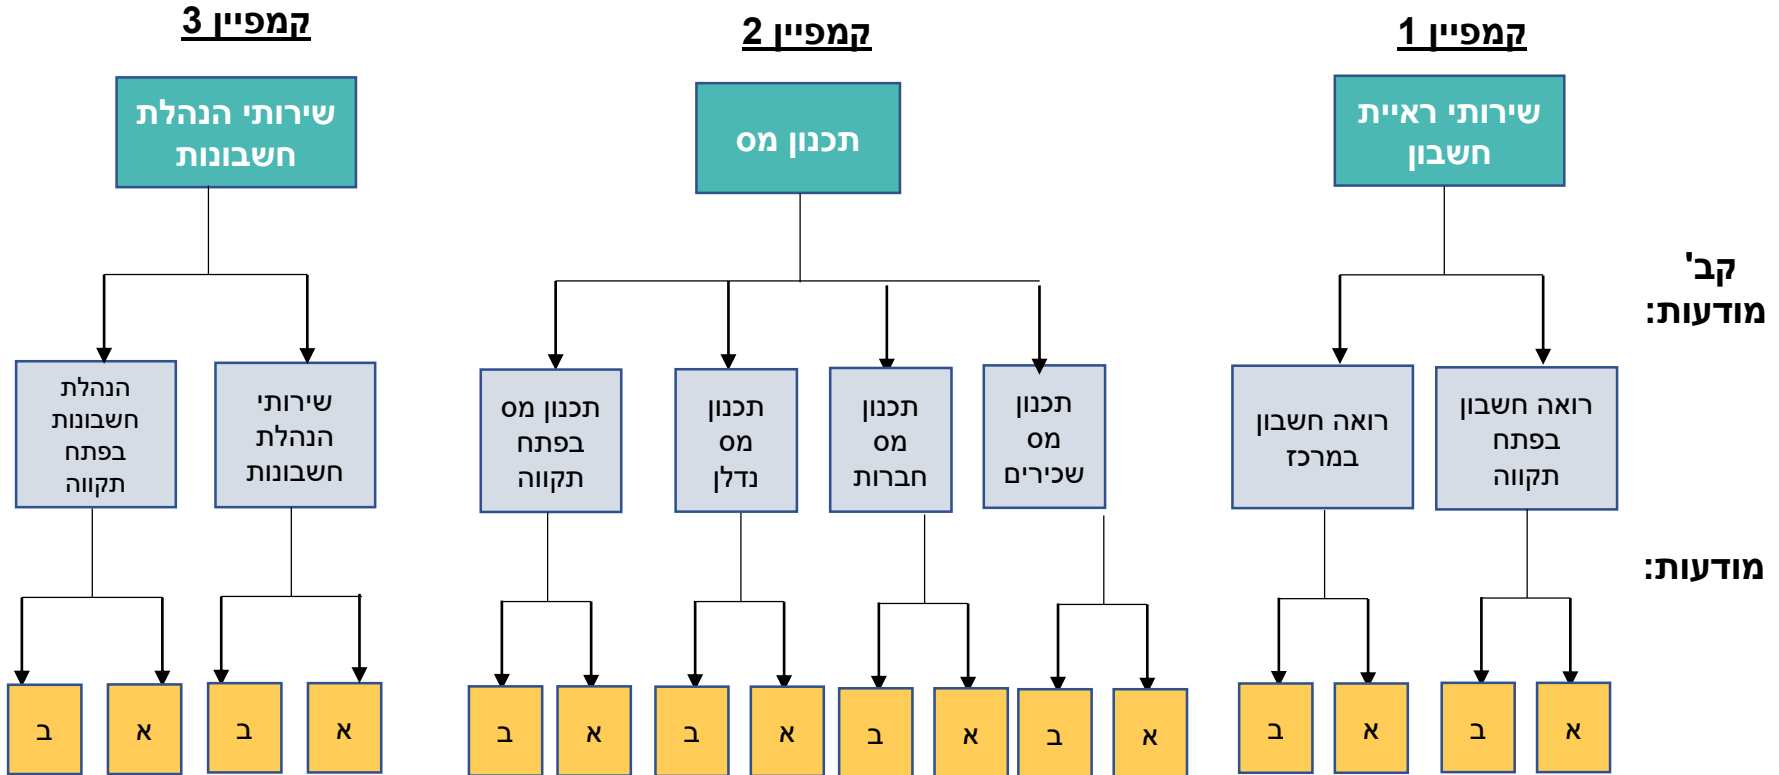 קמפיין 1
קמפיין 2
קמפיין 3
שירותי ראיית
חשבון
תכנון מס
שירותי הנהלת
חשבונות
קב'
מודעות:
רואה חשבון
בפתח
תקווה
רואה חשבון
במרכז
תכנון
מס
שכירים
תכנון
מס
חברות
תכנון
מס
נדלן
תכנון מס
בפתח
תקווה
שירותי
הנהלת
חשבונות
הנהלת
חשבונות
בפתח
תקווה
מודעות:
א
ב
א
ב
א
ב
א
ב
א
ב
א
ב
א
ב
א
ב